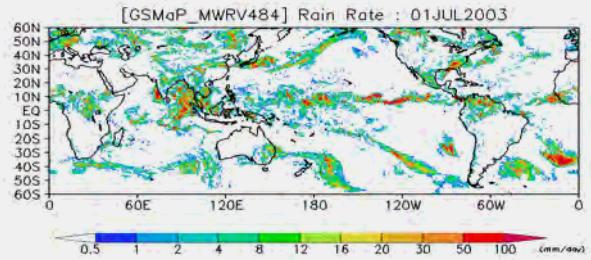 [GSMaP_MWRV484] Rain Rate : 01JUL2003
60N
50N
40N
30N
20N
10N
EQ
10S
20S
30S
40S
50S
60S
0 60E 120E 180 120W 60W 0
0.5 1 2 4 8 12 16 20 30 50 100 (mm/day)